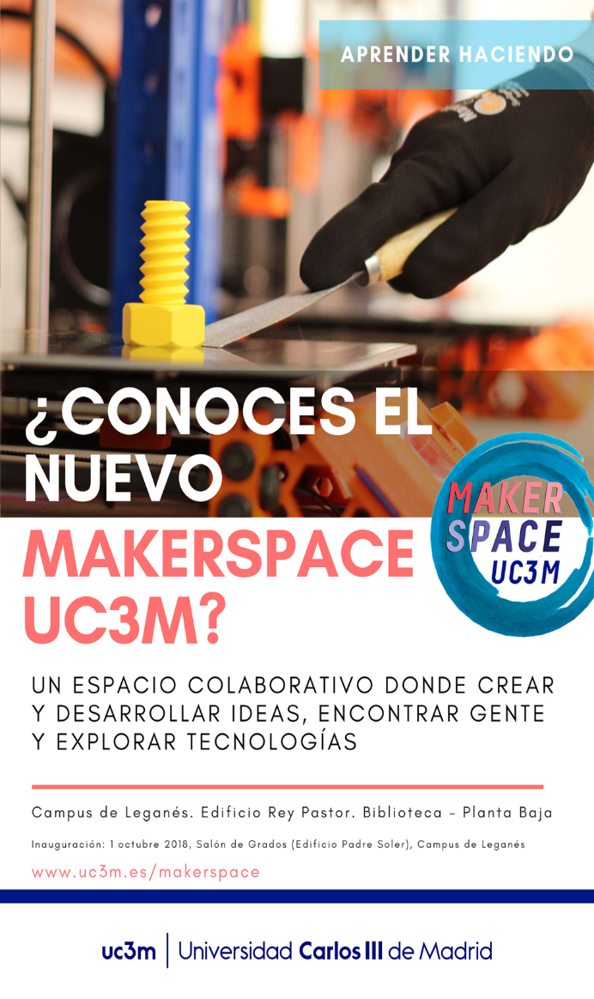 APRENDER HACIENDO
¿CONOCES EL
NUEVO
MAKERSPACE
UC3M?
MAKER
SPACE
UC3M
UN ESPACIO COLABORATIVO DONDE CREAR
Y DESARROLLAR IDEAS, ENCONTRAR GENTE
Y EXPLORAR TECNOLOGÍAS
Campus de Leganés. Edificio Rey Pastor. Biblioteca - Planta Baja
Inauguración: 1 octubre 2018, Salón de Grados (Edificio Padre Soler), Campus de Leganés
www.uc3m.es/makerspace
uc3m | Universidad Carlos III de Madrid